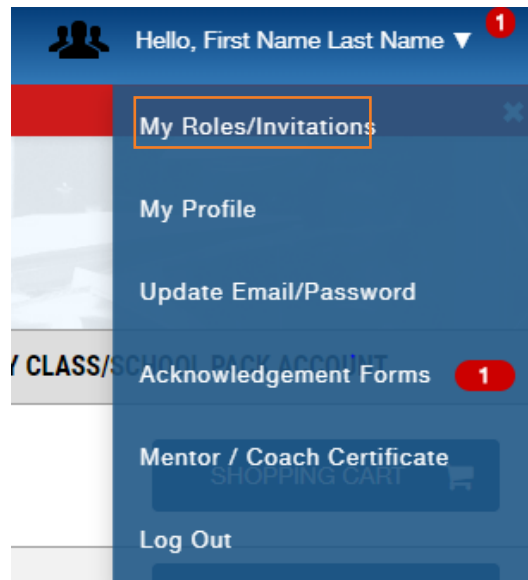 Hello, First Name Last Name ▼ 1
My Roles/Invitations
My Profile
Update Email/Password
Y CLASS/SCHOOL PACK ACCOUNT
Acknowledgement Forms 1
Mentor / Coach Certificate
SHOPPING CART
Log Out